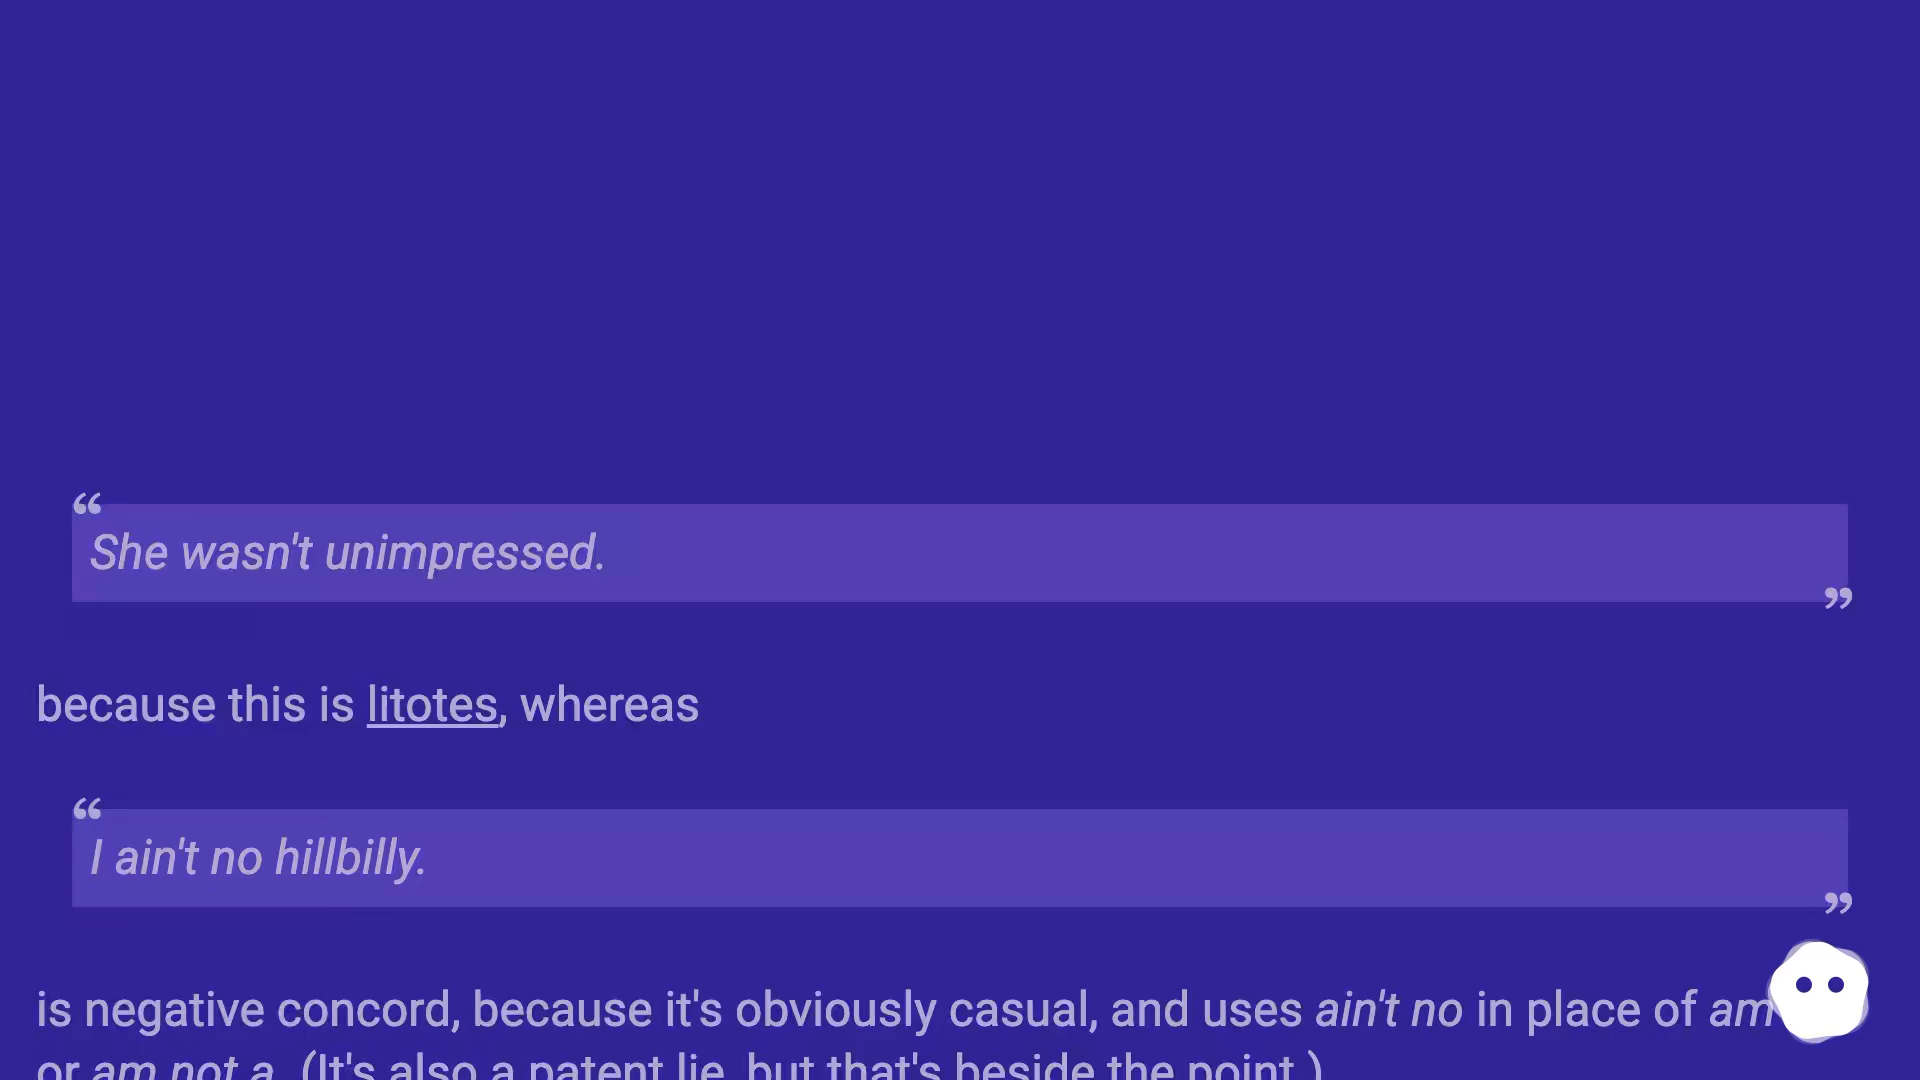 “
She wasn't unimpressed.
”
because this is litotes, whereas
“
I ain't no hillbilly.
”
is negative concord, because it's obviously casual, and uses ain't no in place of am
or am not a. (It's also a patent lie, but that's beside the point.)